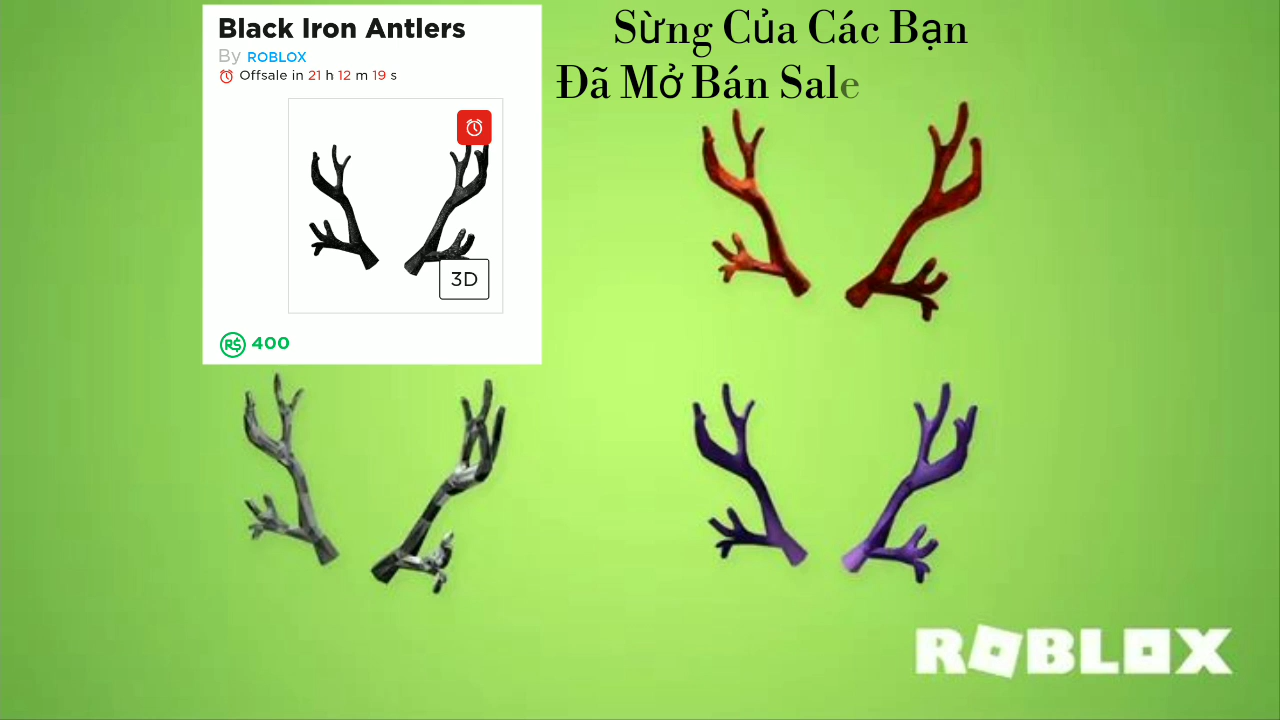 Black Iron Antlers
By ROBLOX
Offsale in 21 h 12 m 19 s
3D
R$ 400
Sừng Của Các Bạn
Đã Mở Bán Sale
ROBLOX